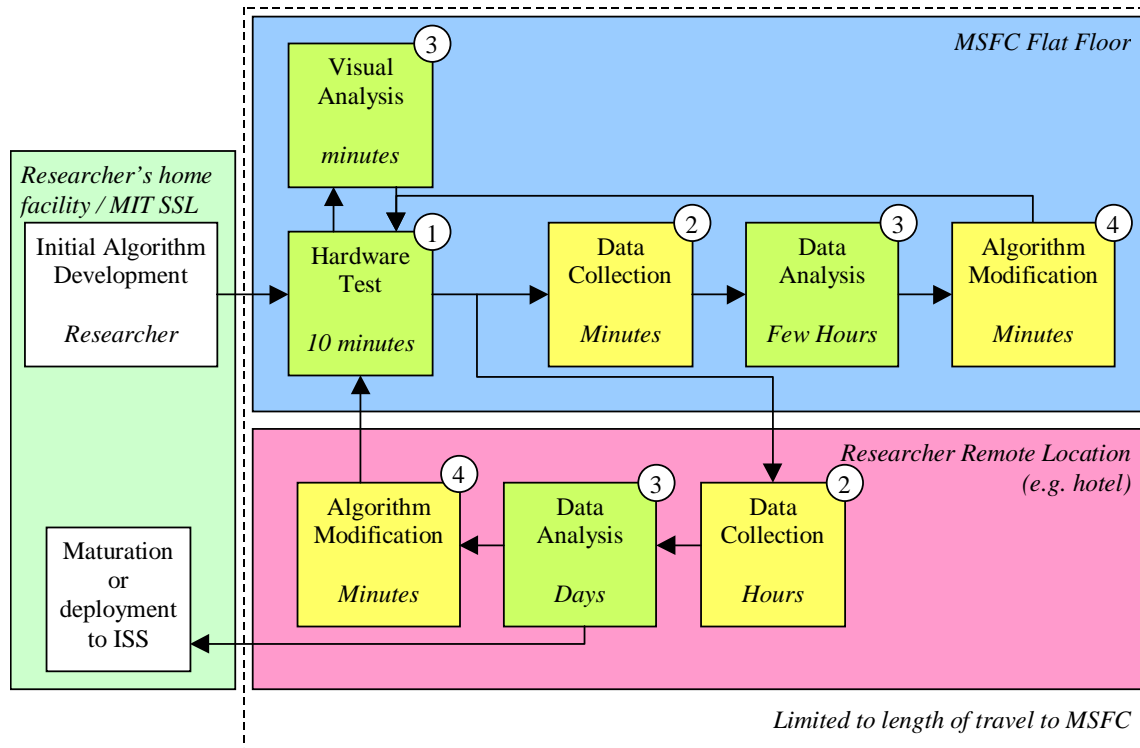 MSFC Flat Floor
3
Visual
Analysis
minutes
Researcher's home
facility / MIT SSL
Initial Algorithm
Development
Researcher
1
Hardware
Test
10 minutes
2
Data
Collection
Minutes
3
Data
Analysis
Few Hours
4
Algorithm
Modification
Minutes
Researcher Remote Location
(e.g. hotel)
4
Algorithm
Modification
Minutes
3
Data
Analysis
Days
2
Data
Collection
Hours
Maturation
or
deployment
to ISS
Limited to length of travel to MSFC